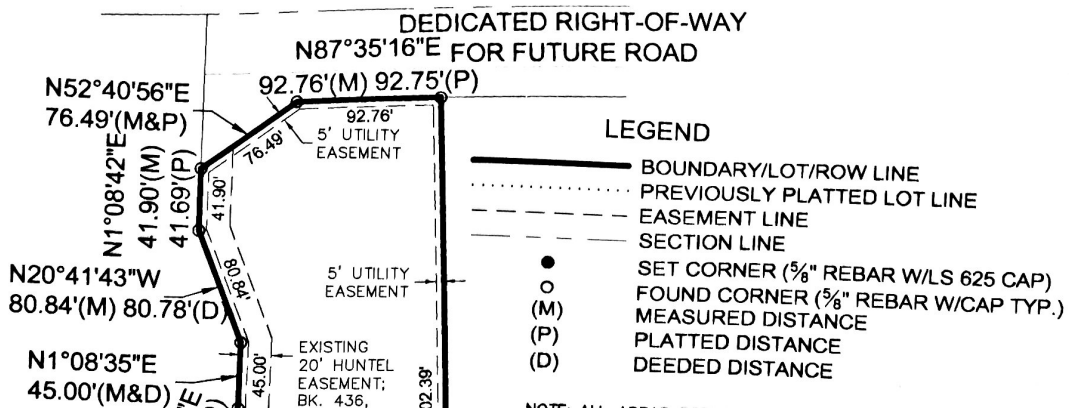 DEDICATED RIGHT-OF-WAY
FOR FUTURE ROAD
N87°35'16"E
92.76'(M) 92.75'(P)
N52°40'56"E
76.49'(M&P)
92.76'
76.49'
5' UTILITY
EASEMENT
N1°08'42"E
41.90'(M)
41.69'(P)
41.90'
N20°41'43"W
80.84'(M) 80.78'(D)
80.84'
5' UTILITY
EASEMENT
N1°08'35"E
45.00'(M&D)
45.00'
EXISTING
20' HUNTEL
EASEMENT;
BK. 436,
02.39'
LEGEND
BOUNDARY/LOT/ROW LINE
PREVIOUSLY PLATTED LOT LINE
EASEMENT LINE
SECTION LINE
SET CORNER (⅝" REBAR W/LS 625 CAP)
FOUND CORNER (⅝" REBAR W/CAP TYP.)
(M) MEASURED DISTANCE
(P) PLATTED DISTANCE
(D) DEEDED DISTANCE